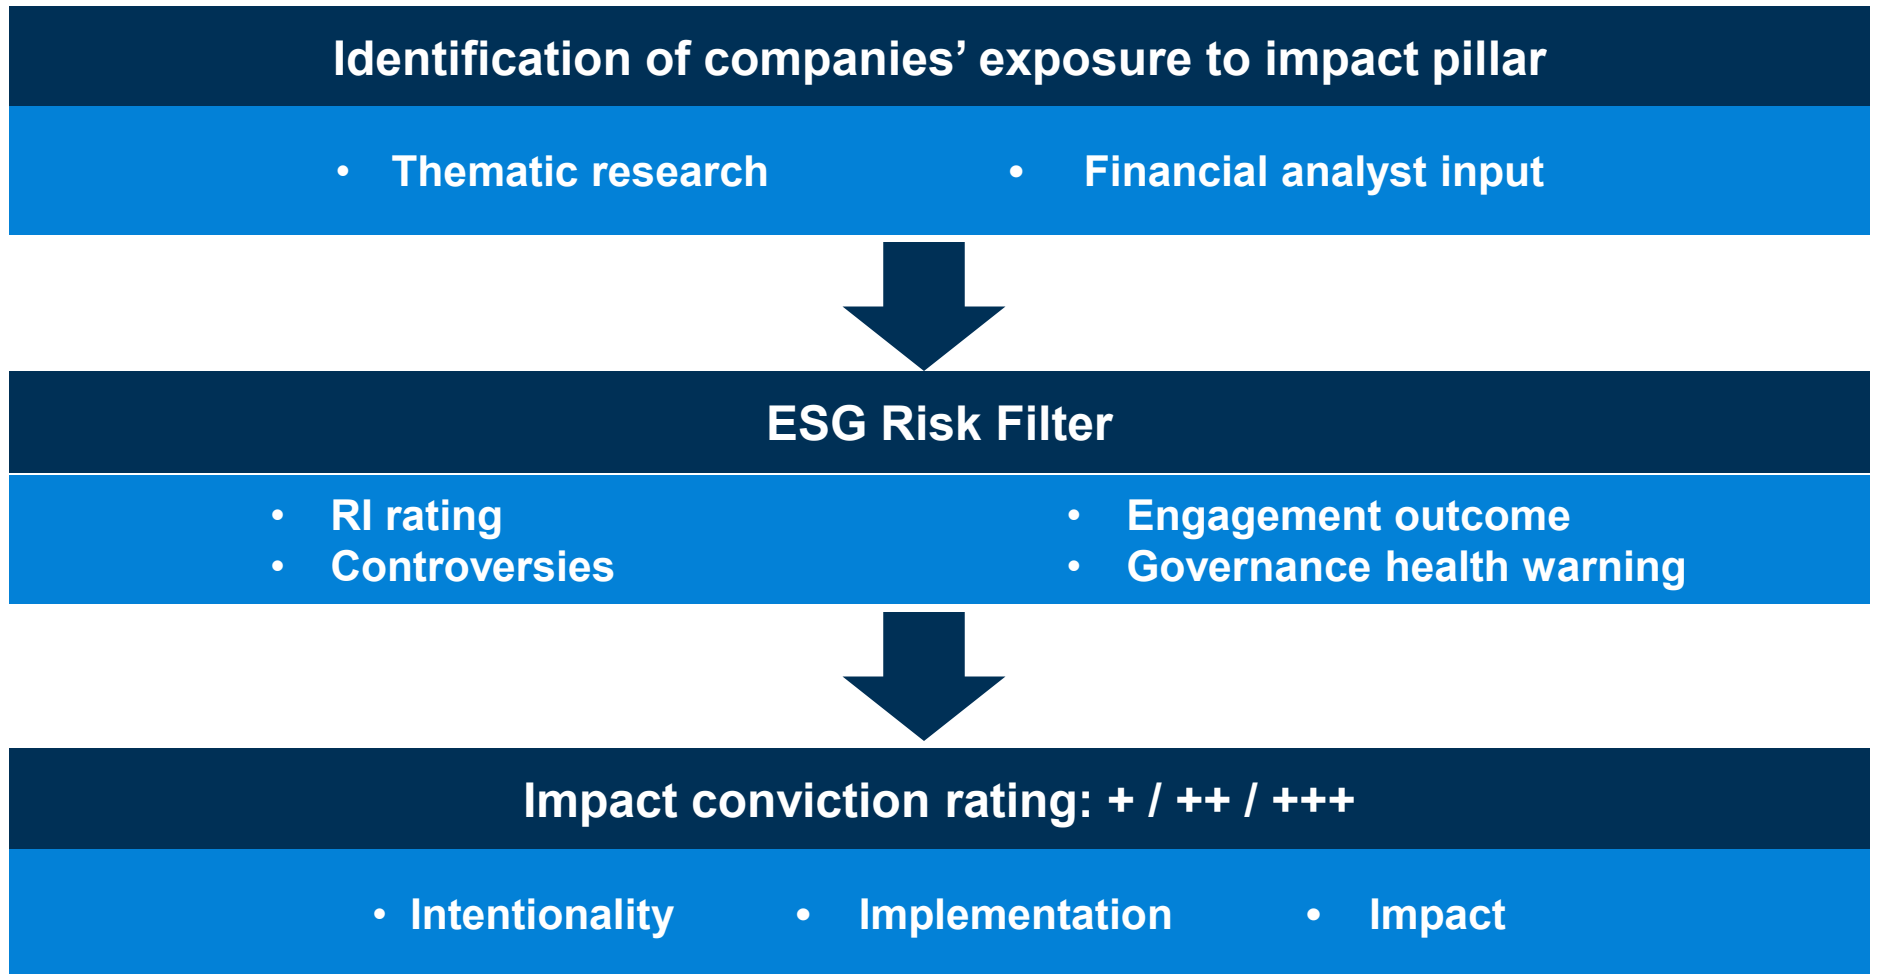 Identification of companies’ exposure to impact pillar
• Thematic research • Financial analyst input
ESG Risk Filter
• RI rating • Engagement outcome
• Controversies • Governance health warning
Impact conviction rating: + / ++ / +++
• Intentionality • Implementation • Impact